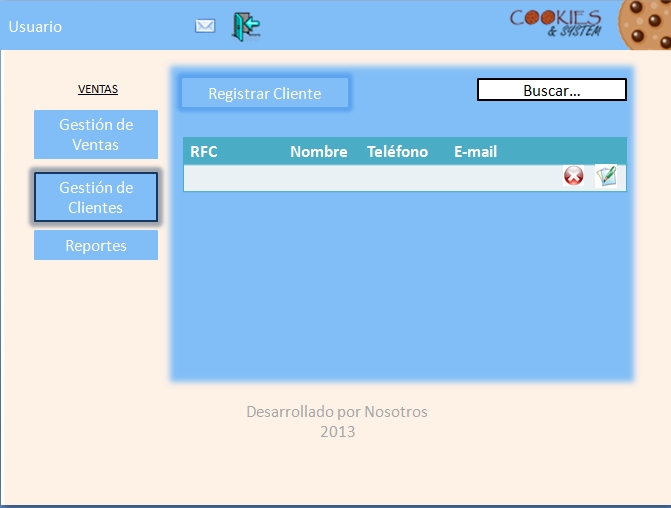 Usuario
COOKIES
& SYSTEM
VENTAS
Gestión de
Ventas
Gestión de
Clientes
Reportes
Registrar Cliente
Buscar...
RFC Nombre Teléfono E-mail
Desarrollado por Nosotros
2013